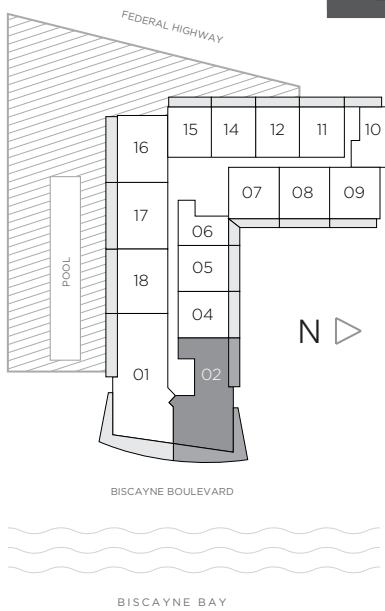 FEDERAL HIGHWAY
15 14 12 11 10
16
07 08 09
17
06
05
POOL
18
04
N
01 02
BISCAYNE BOULEVARD
BISCAYNE BAY